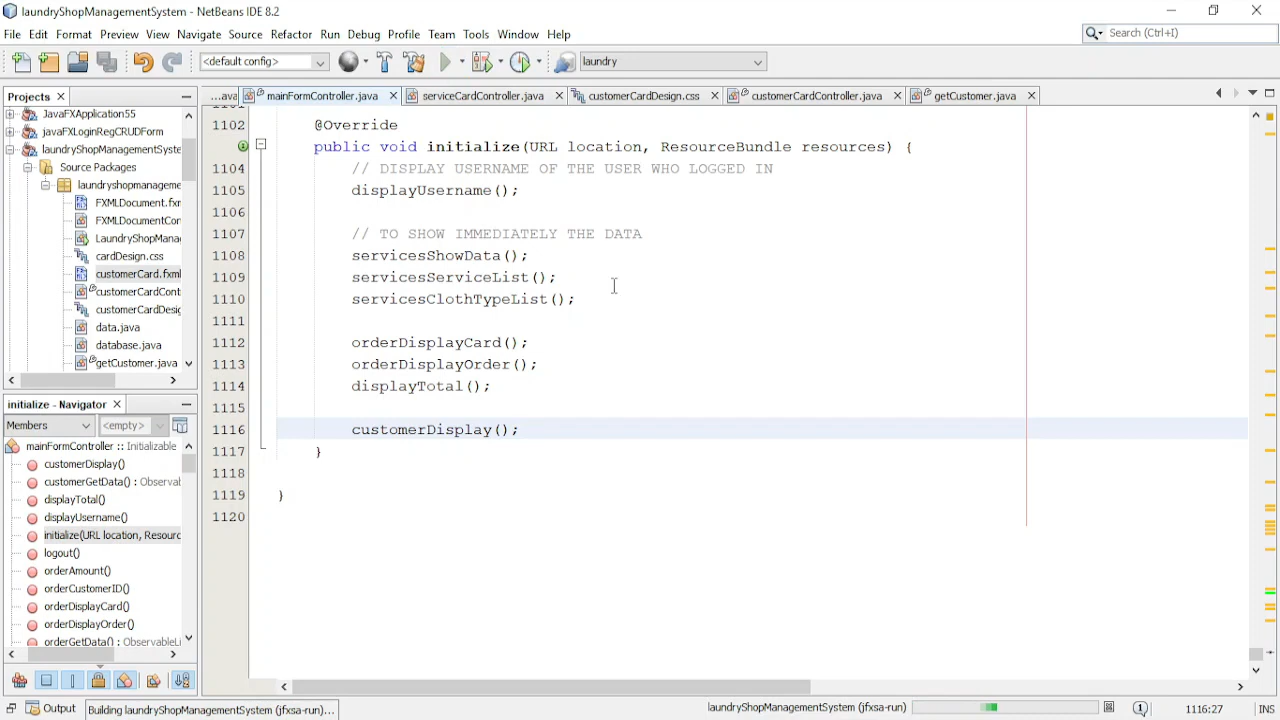 laundryShopManagementSystem - NetBeans IDE 8.2
File Edit Format Preview View Navigate Source Refactor Run Debug Profile Team Tools Window Help
Search (Ctrl+I)
<default config>
laundry
Projects
...ava
mainFormController.java
serviceCardController.java
customerCardDesign.css
customerCardController.java
getCustomer.java
JavaFXApplication55
javaFXLoginRegCRUDForm
laundryShopManagementSyste
Source Packages
laundryshopmanageme
FXMLDocument.fxm
FXMLDocumentCor
LaundryShopMana
cardDesign.css
customerCard.fxml
customerCardCont
customerCardDesig
data.java
database.java
getCustomer.java
1102 @Override
public void initialize(URL location, ResourceBundle resources) {
1104 // DISPLAY USERNAME OF THE USER WHO LOGGED IN
1105 displayUsername();
1106
1107 // TO SHOW IMMEDIATELY THE DATA
1108 servicesShowData();
1109 servicesServiceList();
1110 servicesClothTypeList();
1111
1112 orderDisplayCard();
1113 orderDisplayOrder();
1114 displayTotal();
1115
1116 customerDisplay();
1117 }
1118
1119 }
1120
initialize - Navigator
Members
<empty>
mainFormController :: Initializable
customerDisplay()
customerGetData() : Observa
displayTotal()
displayUsername()
initialize(URL location, Resourc
logout()
orderAmount()
orderCustomerID()
orderDisplayCard()
orderDisplayOrder()
orderGetData() : ObservableLi
Output
Building laundryShopManagementSystem (jfxsa-run)...
laundryShopManagementSystem (jfxsa-run)
1116:27
INS